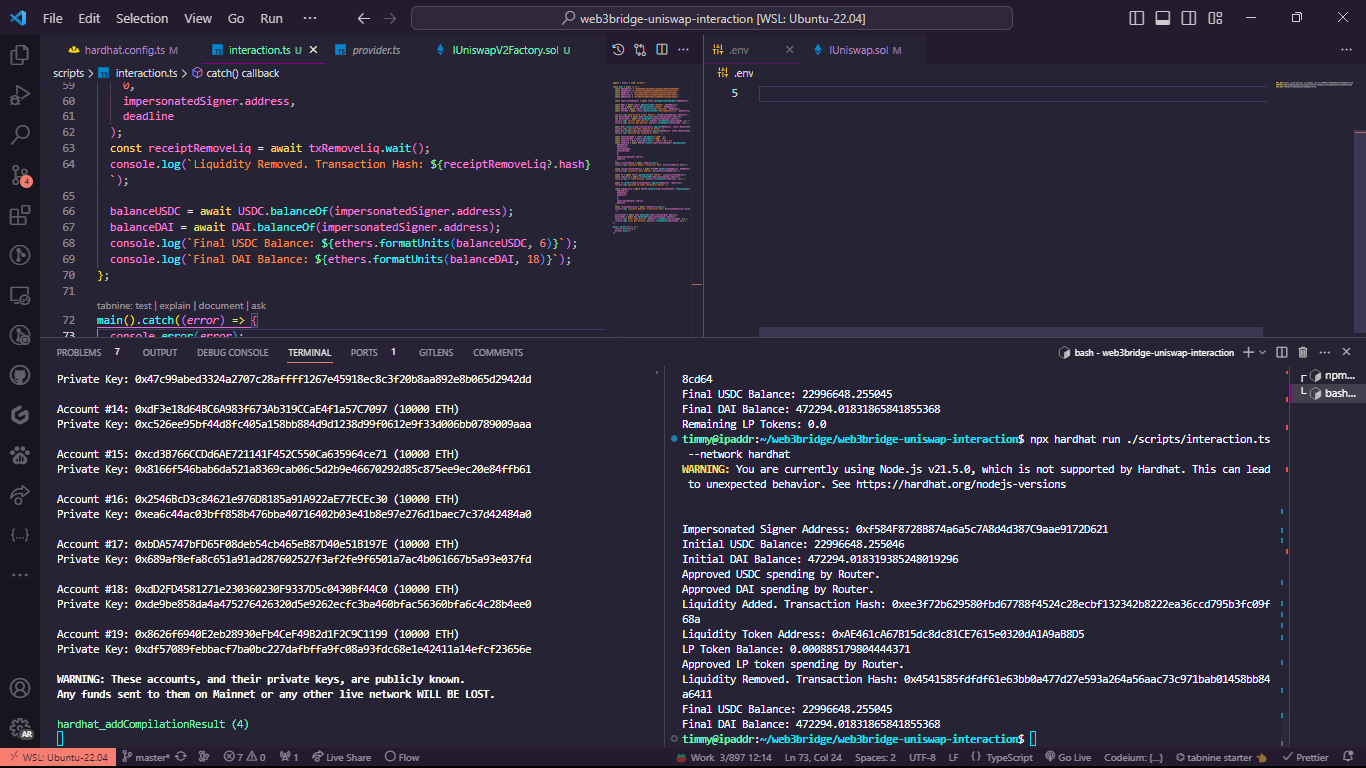 File Edit Selection View Go Run ··· web3bridge-uniswap-interaction [WSL: Ubuntu-22.04]
hardhat.config.ts M interaction.ts U provider.ts IUniswapV2Factory.sol U
.env IUniswap.sol M
scripts > interaction.ts > catch() callback
.env
5
59 0,
60 impersonatedSigner.address,
61 deadline
62 );
63 const receiptRemoveLiq = await txRemoveLiq.wait();
64 console.log(`Liquidity Removed. Transaction Hash: ${receiptRemoveLiq?.hash}
`);
65
66 balanceUSDC = await USDC.balanceOf(impersonatedSigner.address);
67 balanceDAI = await DAI.balanceOf(impersonatedSigner.address);
68 console.log(`Final USDC Balance: ${ethers.formatUnits(balanceUSDC, 6)}`);
69 console.log(`Final DAI Balance: ${ethers.formatUnits(balanceDAI, 18)}`);
70 };
71
tabnine: test | explain | document | ask
72 main().catch((error) => {
73 console.error(error);
PROBLEMS 7 OUTPUT DEBUG CONSOLE TERMINAL PORTS 1 GITLENS COMMENTS
bash - web3bridge-uniswap-interaction
Private Key: 0x47c99abed3324a2707c28affff1267e45918ec8c3f20b8aa892e8b065d2942dd
Account #14: 0xdF3e18d64BC6A983f673Ab319CCaE4f1a57C7097 (10000 ETH)
Private Key: 0xc526ee95bf44d8fc405a158bb884d9d1238d99f0612e9f33d006bb0789009aaa
Account #15: 0xcd3B766CCDd6AE721141F452C550Ca635964ce71 (10000 ETH)
Private Key: 0x8166f546bab6da521a8369cab06c5d2b9e46670292d85c875ee9ec20e84ffb61
Account #16: 0x2546BcD3c84621e976D8185a91A922aE77ECEc30 (10000 ETH)
Private Key: 0xea6c44ac03bff858b476bba40716402b03e41b8e97e276d1baec7c37d42484a0
Account #17: 0xbDA5747bFD65F08deb54cb465eB87D40e51B197E (10000 ETH)
Private Key: 0x689af8efa8c651a91ad287602527f3af2fe9f6501a7ac4b061667b5a93e037fd
Account #18: 0xdD2FD4581271e230360230F9337D5c0430Bf44C0 (10000 ETH)
Private Key: 0xde9be858da4a475276426320d5e9262ecfc3ba460bfac56360bfa6c4c28b4ee0
Account #19: 0x8626f6940E2eb28930eFb4CeF49B2d1F2C9C1199 (10000 ETH)
Private Key: 0xdf57089febbacf7ba0bc227dafbffa9fc08a93fdc68e1e42411a14efcf23656e
WARNING: These accounts, and their private keys, are publicly known.
Any funds sent to them on Mainnet or any other live network WILL BE LOST.
hardhat_addCompilationResult (4)
8cd64
Final USDC Balance: 22996648.255045
Final DAI Balance: 472294.01831865841855368
Remaining LP Tokens: 0.0
timmy@ipaddr:~/web3bridge/web3bridge-uniswap-interaction$ npx hardhat run ./scripts/interaction.ts
--network hardhat
WARNING: You are currently using Node.js v21.5.0, which is not supported by Hardhat. This can lead
to unexpected behavior. See https://hardhat.org/nodejs-versions
Impersonated Signer Address: 0xf584F8728B874a6a5c7A8d4d387C9aae9172D621
Initial USDC Balance: 22996648.255046
Initial DAI Balance: 472294.018319385248019296
Approved USDC spending by Router.
Approved DAI spending by Router.
Liquidity Added. Transaction Hash: 0xee3f72b629580fbd67788f4524c28ecbf132342b8222ea36ccd795b3fc09f
68a
Liquidity Token Address: 0xAE461cA67B15dc8dc81CE7615e0320dA1A9aB8D5
LP Token Balance: 0.000885179804444371
Approved LP token spending by Router.
Liquidity Removed. Transaction Hash: 0x4541585fdfdf61e63bb0a477d27e593a264a56aac73c971bab01458bb84
a6411
Final USDC Balance: 22996648.255045
Final DAI Balance: 472294.01831865841855368
timmy@ipaddr:~/web3bridge/web3bridge-uniswap-interaction$
npm...
bash...
4
AR
WSL: Ubuntu-22.04 master* 7 0 1 Live Share Flow Work 3/897 12:14 Ln 73, Col 24 Spaces: 2 UTF-8 LF TypeScript Go Live Codeium: {...} tabnine starter Prettier